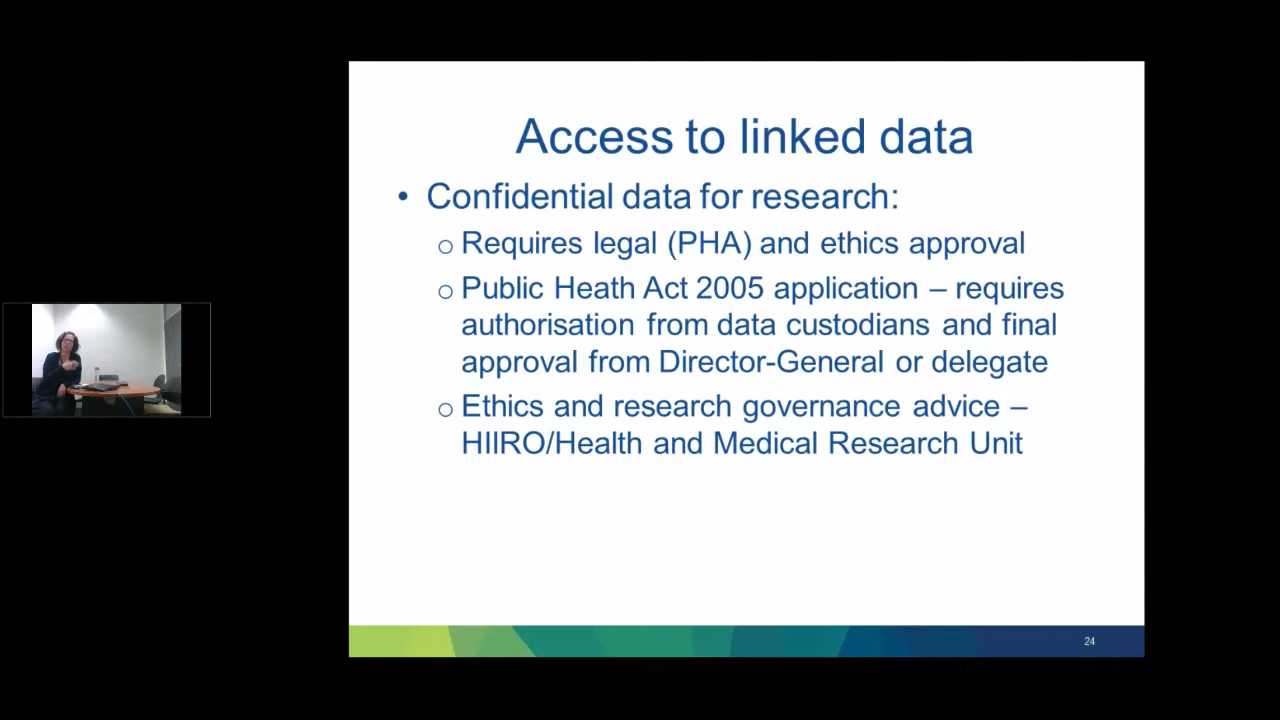 Access to linked data
• Confidential data for research:
o Requires legal (PHA) and ethics approval
o Public Heath Act 2005 application – requires
authorisation from data custodians and final
approval from Director-General or delegate
o Ethics and research governance advice –
HIIRO/Health and Medical Research Unit
24